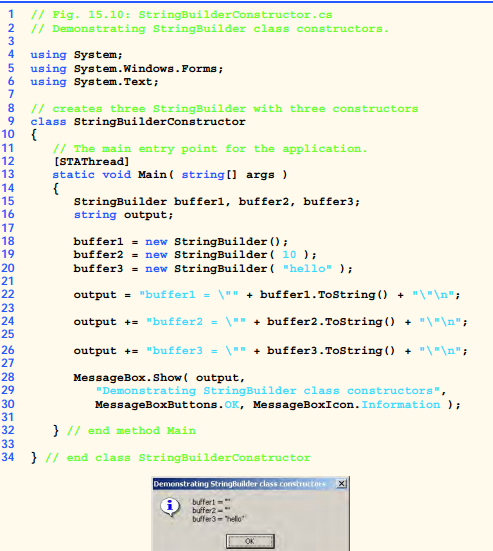 1 // Fig. 15.10: StringBuilderConstructor.cs
2 // Demonstrating StringBuilder class constructors.
3
4 using System;
5 using System.Windows.Forms;
6 using System.Text;
7
8 // creates three StringBuilder with three constructors
9 class StringBuilderConstructor
10 {
11 // The main entry point for the application.
12 [STAThread]
13 static void Main( string[] args )
14 {
15 StringBuilder buffer1, buffer2, buffer3;
16 string output;
17
18 buffer1 = new StringBuilder();
19 buffer2 = new StringBuilder( 10 );
20 buffer3 = new StringBuilder( "hello" );
21
22 output = "buffer1 = \"" + buffer1.ToString() + "\"\n";
23
24 output += "buffer2 = \"" + buffer2.ToString() + "\"\n";
25
26 output += "buffer3 = \"" + buffer3.ToString() + "\"\n";
27
28 MessageBox.Show( output,
29 "Demonstrating StringBuilder class constructors",
30 MessageBoxButtons.OK, MessageBoxIcon.Information );
31
32 } // end method Main
33
34 } // end class StringBuilderConstructor
Demonstrating StringBuilder class constructors
buffer1 = ""
buffer2 = ""
buffer3 = "hello"
OK